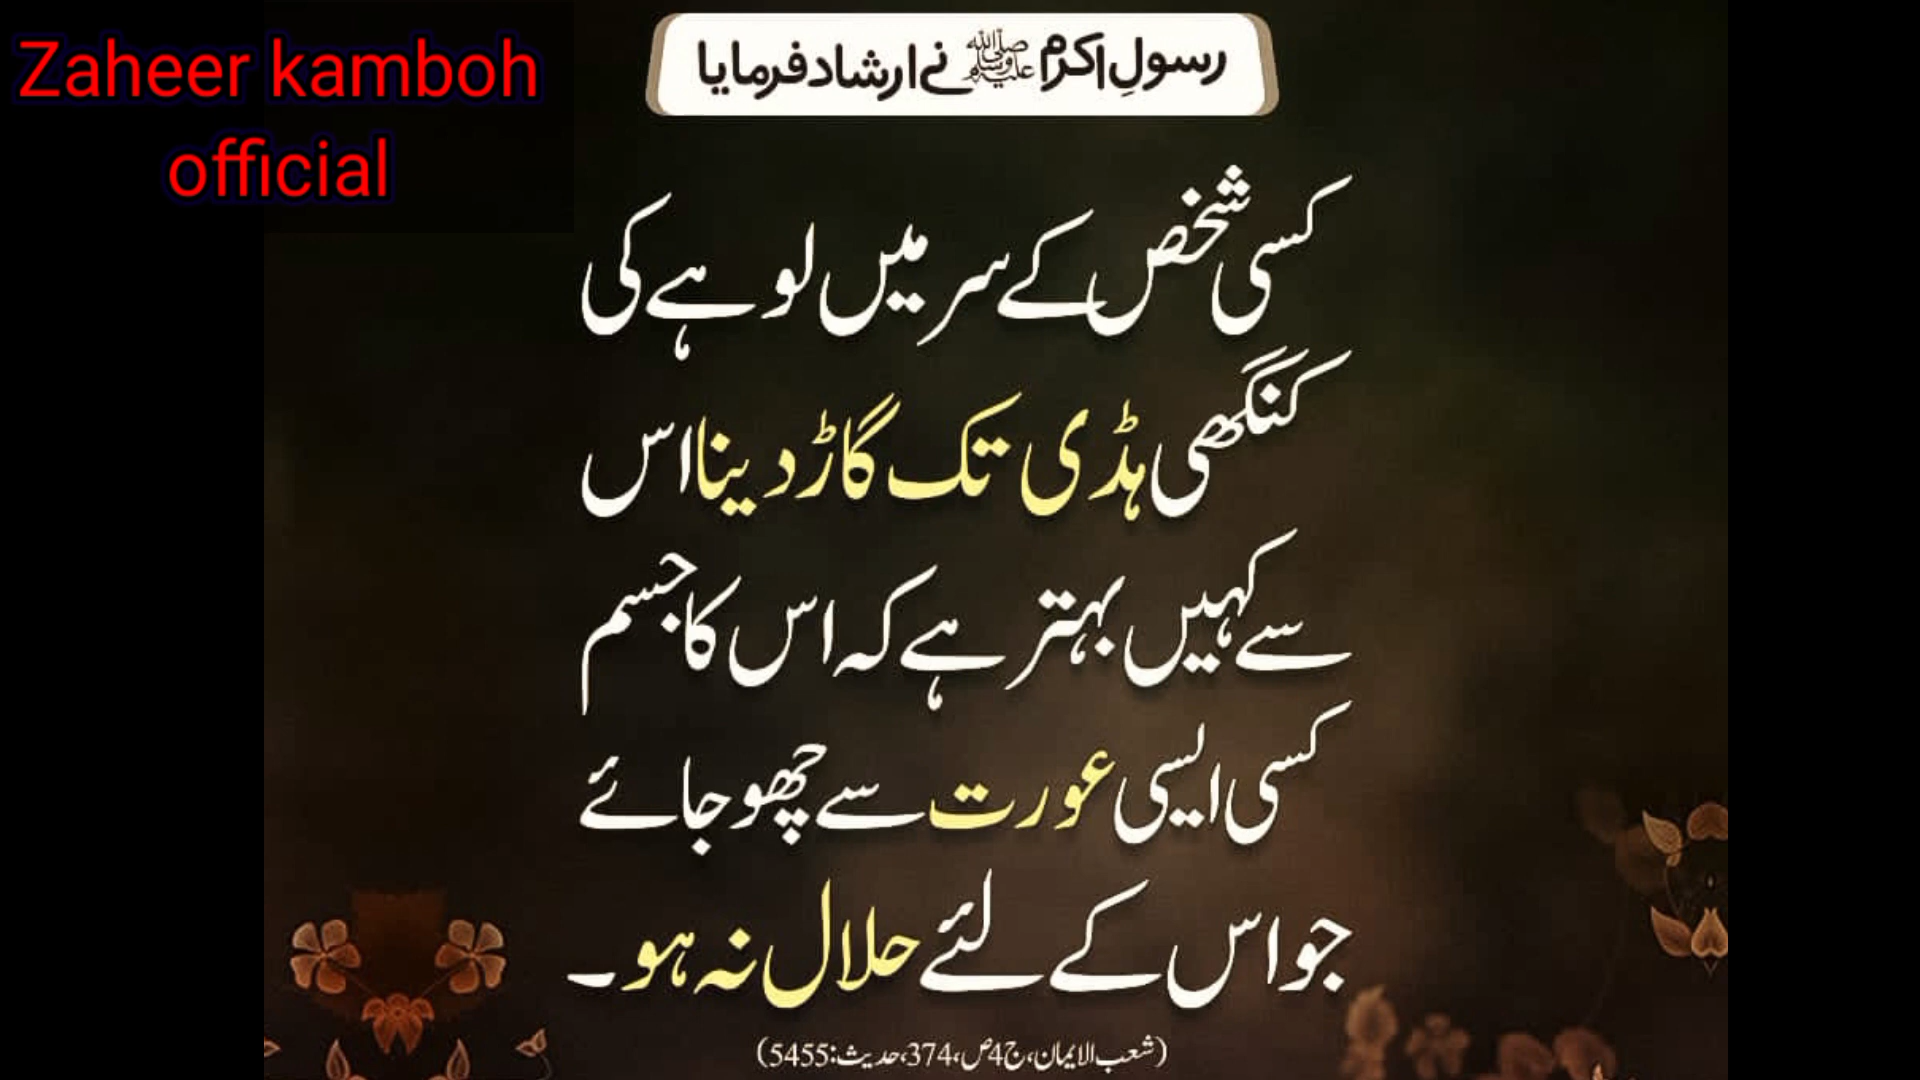 Zaheer kamboh
official
رسولِ اکرم ﷺ نے ارشاد فرمایا
کسی شخص کے سر میں لوہے کی
کنگھی ہڈی تک گاڑ دینا اس
سے کہیں بہتر ہے کہ اس کا جسم
کسی ایسی عورت سے چھو جائے
جو اس کے لئے حلال نہ ہو۔
(شعب الایمان، ج4ص،374،حدیث:5455)